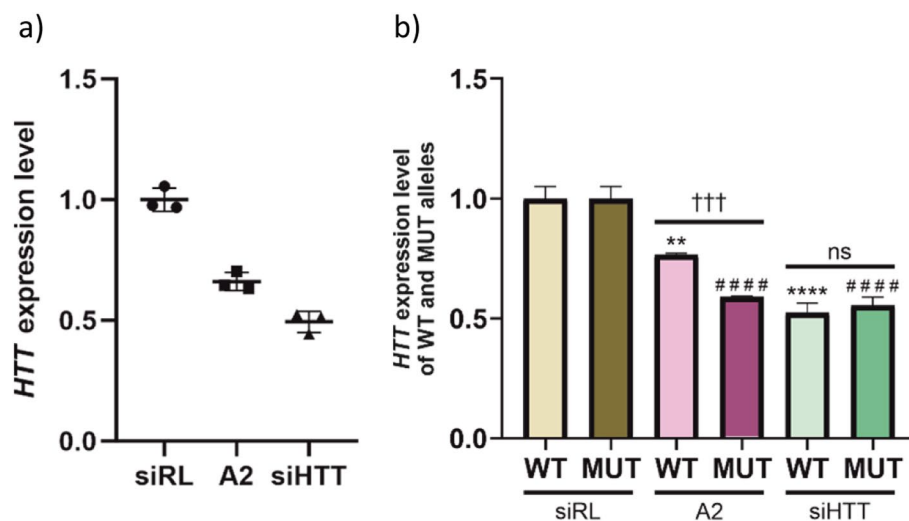 a)
HTT expression level
1.5
1.0
0.5
0.0
siRL A2 siHTT
b)
HTT expression level
of WT and MUT alleles
1.5
1.0
0.5
0.0
†††
**
####
ns
****
####
WT MUT WT MUT WT MUT
siRL A2 siHTT